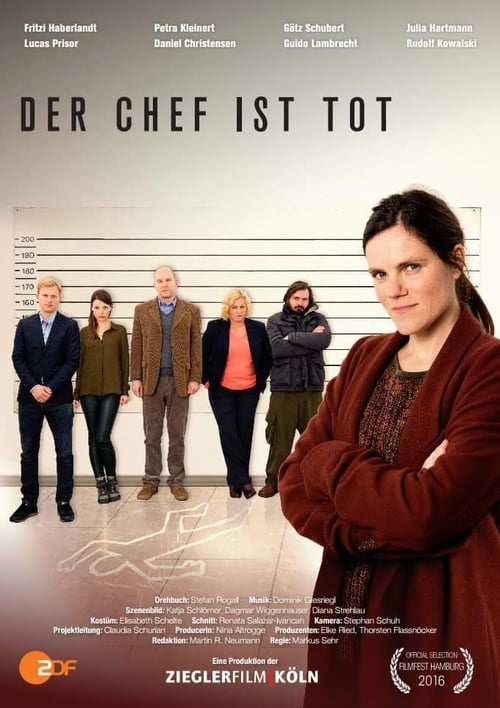 Fritzi Haberlandt Petra Kleinert Götz Schubert Julia Hartmann
Lucas Prisor Daniel Christensen Guido Lambrecht Rudolf Kowalski
DER CHEF IST TOT
200
190
180
170
160
Drehbuch: Stefan Rogall Musik: Dominik Giesriegl
Szenenbild: Katja Schlömer, Dagmar Wiggenhauser, Diana Strehlau
Kostüm: Elisabeth Schelte Schnitt: Renata Salazar-Ivancan Kamera: Stephan Schuh
Projektleitung: Claudia Schurian Producerin: Nina Altrogge Produzenten: Elke Ried, Thorsten Flassnöcker
Redaktion: Martin R. Neumann Regie: Markus Sehr
ZDF
Eine Produktion der
ZIEGLERFILM KÖLN
OFFICIAL SELECTION
FILMFEST HAMBURG
2016